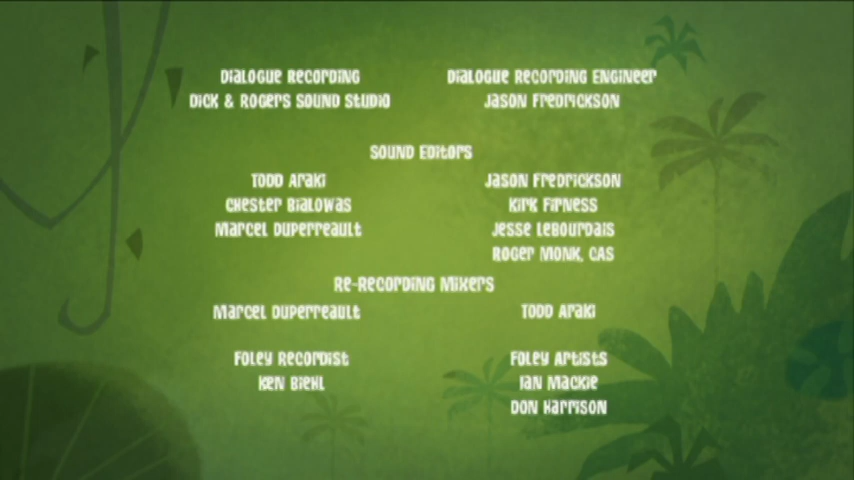 Dialogue Recording
Dick & Rogers Sound Studio
Dialogue Recording Engineer
Jason Fredrickson
Sound Editors
Todd Araki
Chester Bialowas
Marcel Duperreault
Jason Fredrickson
Kirk Firness
Jesse LeBourdais
Roger Monk, CAS
Re-Recording Mixers
Marcel Duperreault
Todd Araki
Foley Recordist
Ken Biehl
Foley Artists
Ian Mackie
Don Harrison